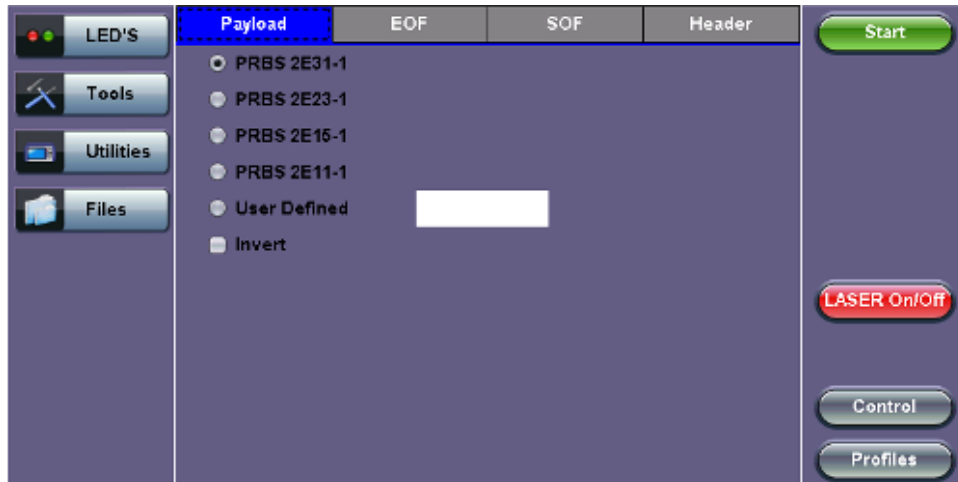 LED'S
Tools
Utilities
Files
Payload EOF SOF Header
PRBS 2E31-1
PRBS 2E23-1
PRBS 2E15-1
PRBS 2E11-1
User Defined
Invert
Start
LASER On/Off
Control
Profiles